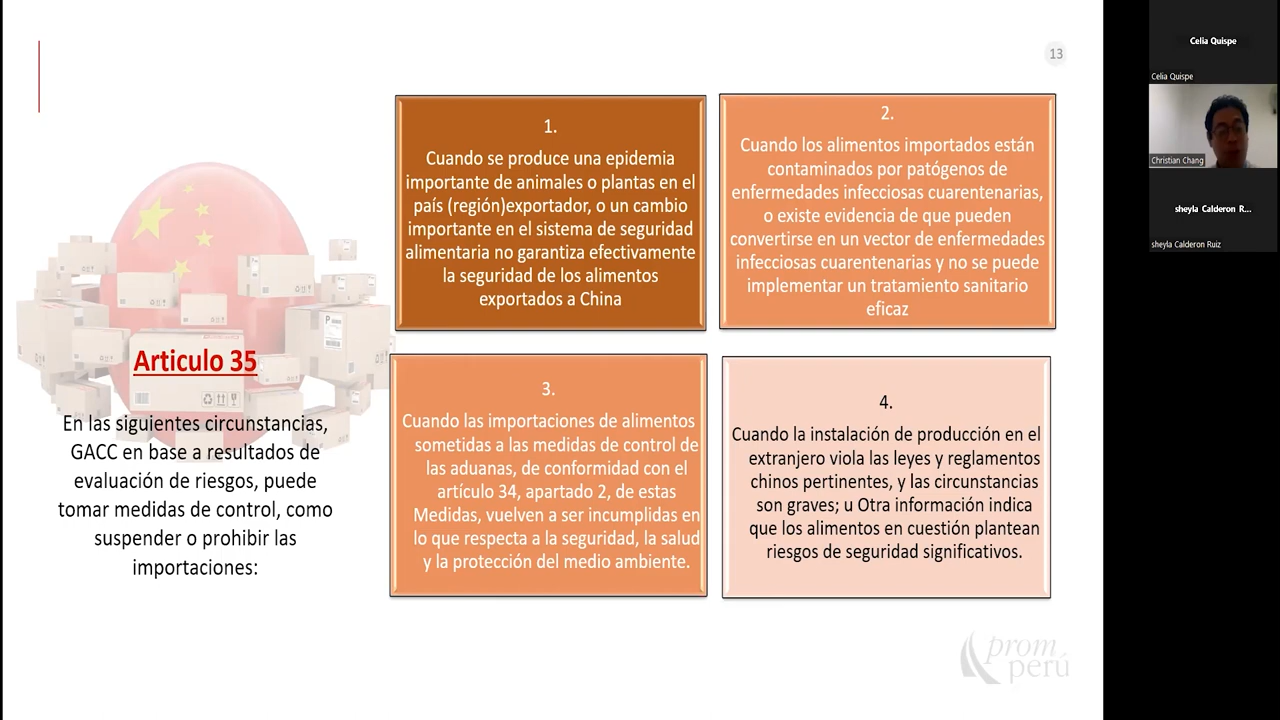 13
Articulo 35
En las siguientes circunstancias,
GACC en base a resultados de
evaluación de riesgos, puede
tomar medidas de control, como
suspender o prohibir las
importaciones:
1.
Cuando se produce una epidemia
importante de animales o plantas en el
país (región)exportador, o un cambio
importante en el sistema de seguridad
alimentaria no garantiza efectivamente
la seguridad de los alimentos
exportados a China
2.
Cuando los alimentos importados están
contaminados por patógenos de
enfermedades infecciosas cuarentenarias,
o existe evidencia de que pueden
convertirse en un vector de enfermedades
infecciosas cuarentenarias y no se puede
implementar un tratamiento sanitario
eficaz
3.
Cuando las importaciones de alimentos
sometidas a las medidas de control de
las aduanas, de conformidad con el
artículo 34, apartado 2, de estas
Medidas, vuelven a ser incumplidas en
lo que respecta a la seguridad, la salud
y la protección del medio ambiente.
4.
Cuando la instalación de producción en el
extranjero viola las leyes y reglamentos
chinos pertinentes, y las circunstancias
son graves; u Otra información indica
que los alimentos en cuestión plantean
riesgos de seguridad significativos.
prom
perú
Celia Quispe
Celia Quispe
Christian Chang
sheyla Calderon R...
sheyla Calderon Ruiz